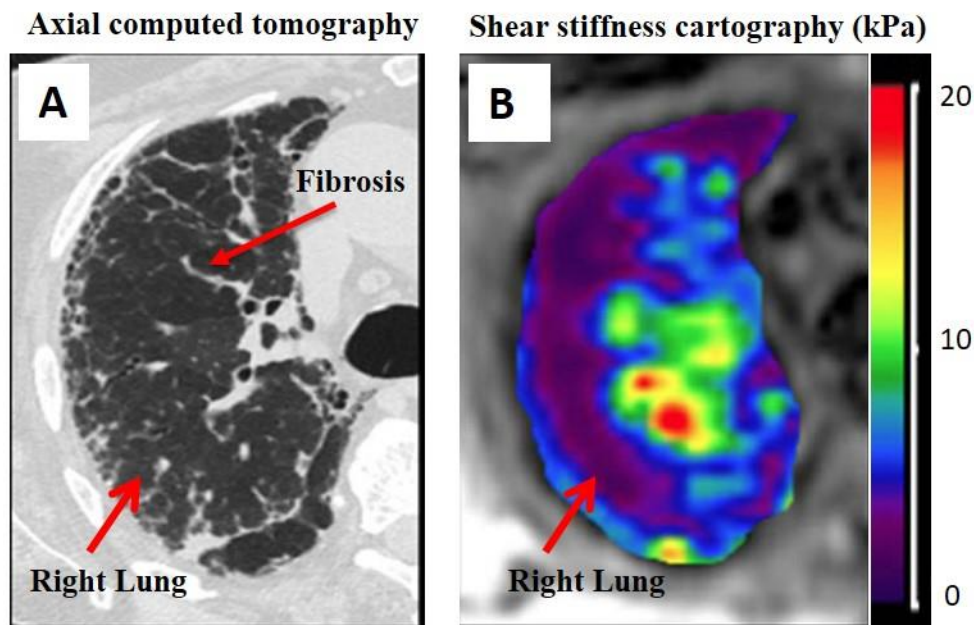 Axial computed tomography
Shear stiffness cartography (kPa)
A
Fibrosis
Right Lung
B
Right Lung
20
10
0